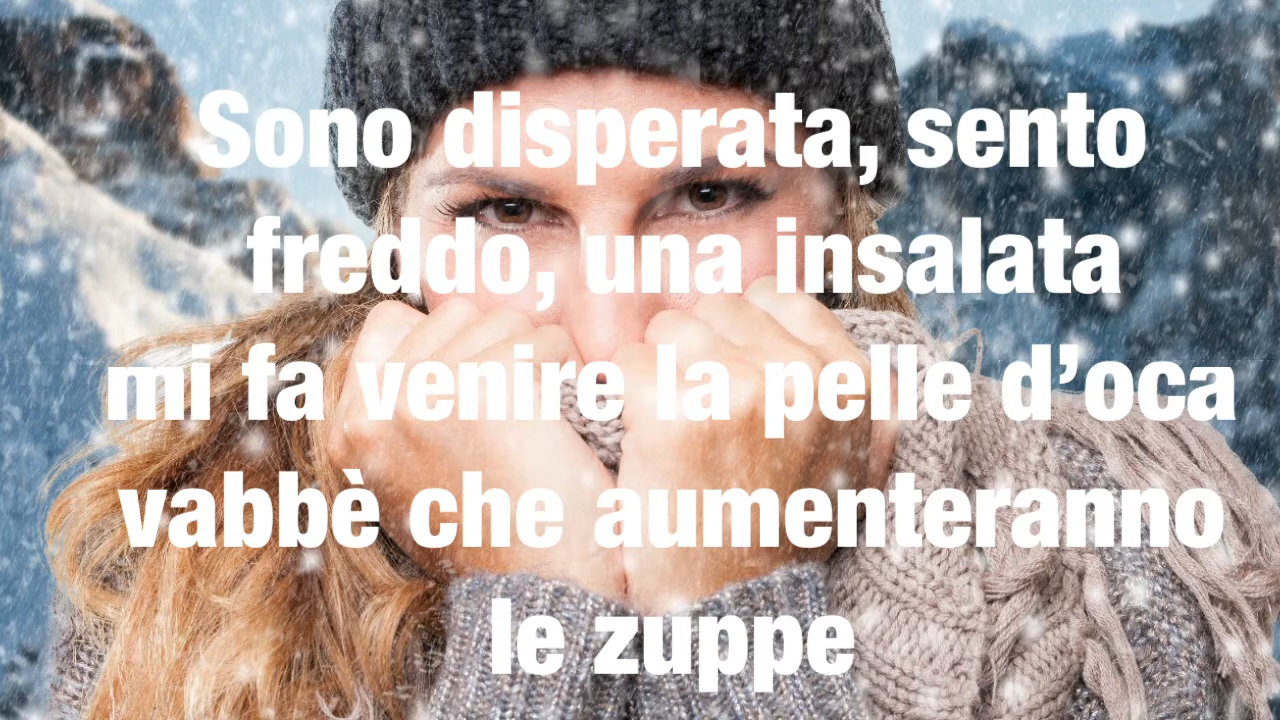 Sono disperata, sento
freddo, una insalata
mi fa venire la pelle d’oca
vabbè che aumenteranno
le zuppe